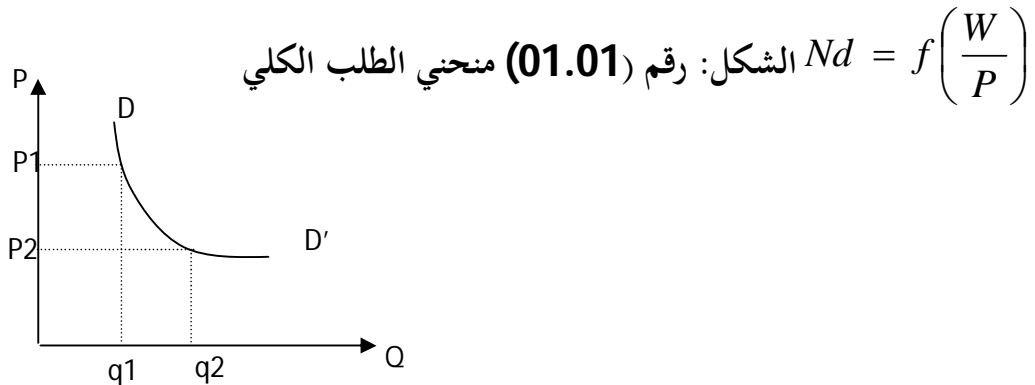 الشكل: رقم (01.01) منحني الطلب الكلي Nd = f(W/P)
P
D
P1
P2
D′
Q
q1 q2